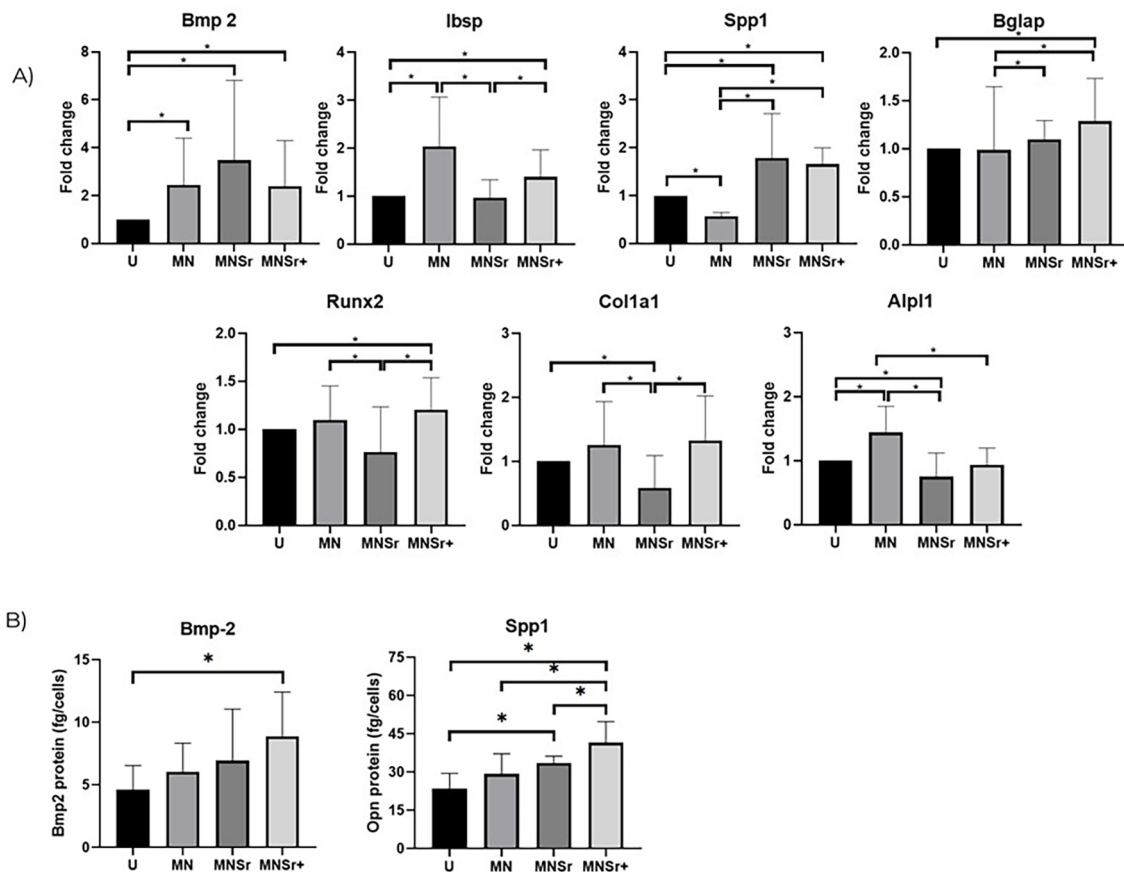 A)
Bmp 2
Fold change
8
6
4
2
0
* * *
U MN MNSr MNSr+
Ibsp
Fold change
4
3
2
1
0
* * * *
U MN MNSr MNSr+
Spp1
Fold change
4
3
2
1
0
* * * * *
U MN MNSr MNSr+
Bglap
Fold change
2.0
1.5
1.0
0.5
0.0
* * *
U MN MNSr MNSr+
Runx2
Fold change
2.0
1.5
1.0
0.5
0.0
* * *
U MN MNSr MNSr+
Col1a1
Fold change
3
2
1
0
* * *
U MN MNSr MNSr+
Alpl1
Fold change
3
2
1
0
* * * *
U MN MNSr MNSr+
B)
Bmp-2
Bmp2 protein (fg/cells)
15
10
5
0
*
U MN MNSr MNSr+
Spp1
Opn protein (fg/cells)
75
60
45
30
15
0
* * * *
U MN MNSr MNSr+